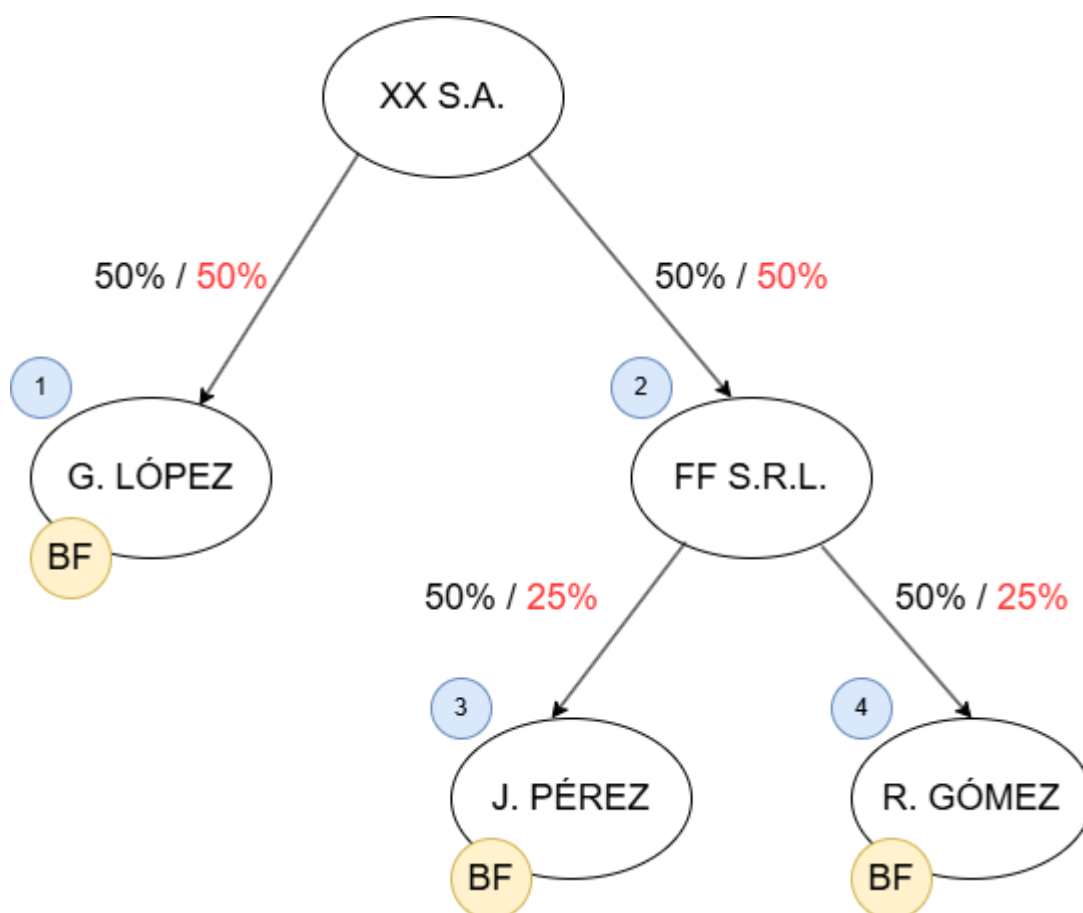 XX S.A.
50% / 50%
50% / 50%
1
2
G. LÓPEZ
FF S.R.L.
BF
50% / 25%
50% / 25%
3
4
J. PÉREZ
R. GÓMEZ
BF
BF